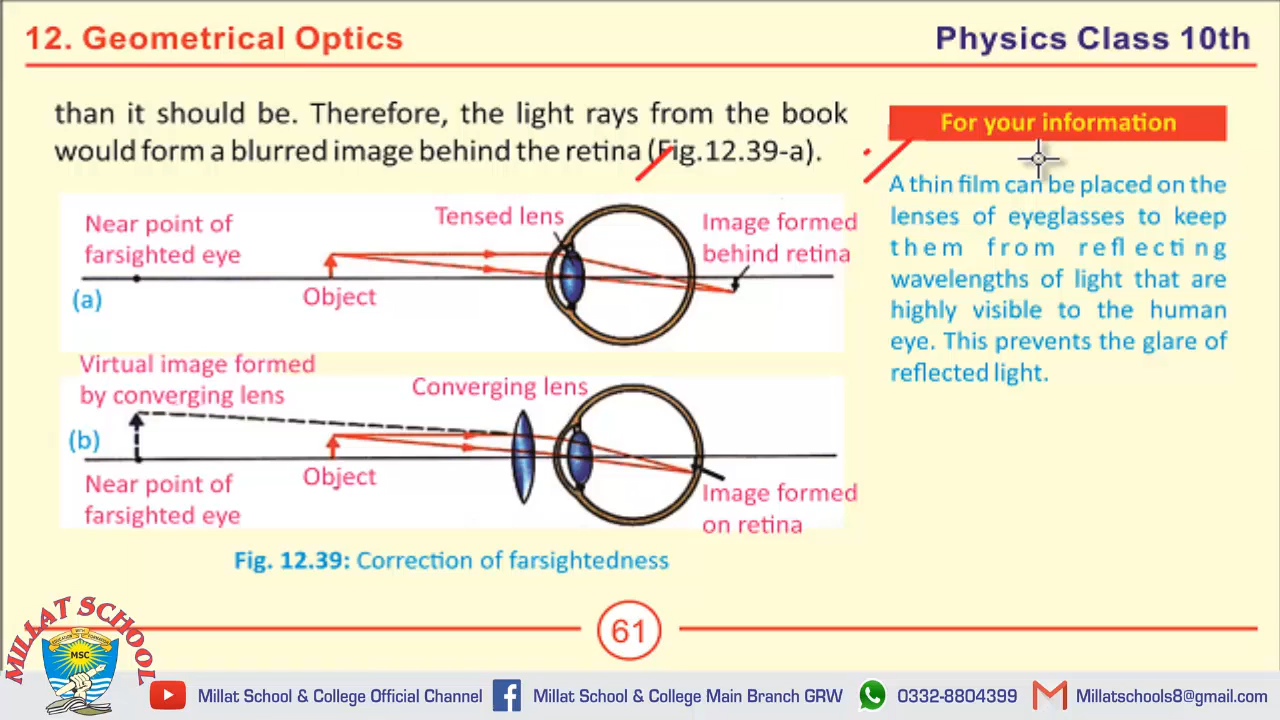 12. Geometrical Optics
Physics Class 10th
than it should be. Therefore, the light rays from the book
would form a blurred image behind the retina (Fig.12.39-a).
Near point of
farsighted eye
(a)
Object
Tensed lens
Image formed
behind retina
Virtual image formed
by converging lens
(b)
Near point of
farsighted eye
Object
Converging lens
Image formed
on retina
Fig. 12.39: Correction of farsightedness
For your information
A thin film can be placed on the
lenses of eyeglasses to keep
them from reflecting
wavelengths of light that are
highly visible to the human
eye. This prevents the glare of
reflected light.
61
MILLAT SCHOOL
MSC
Millat School & College Official Channel
Millat School & College Main Branch GRW
0332-8804399
Millatschools8@gmail.com